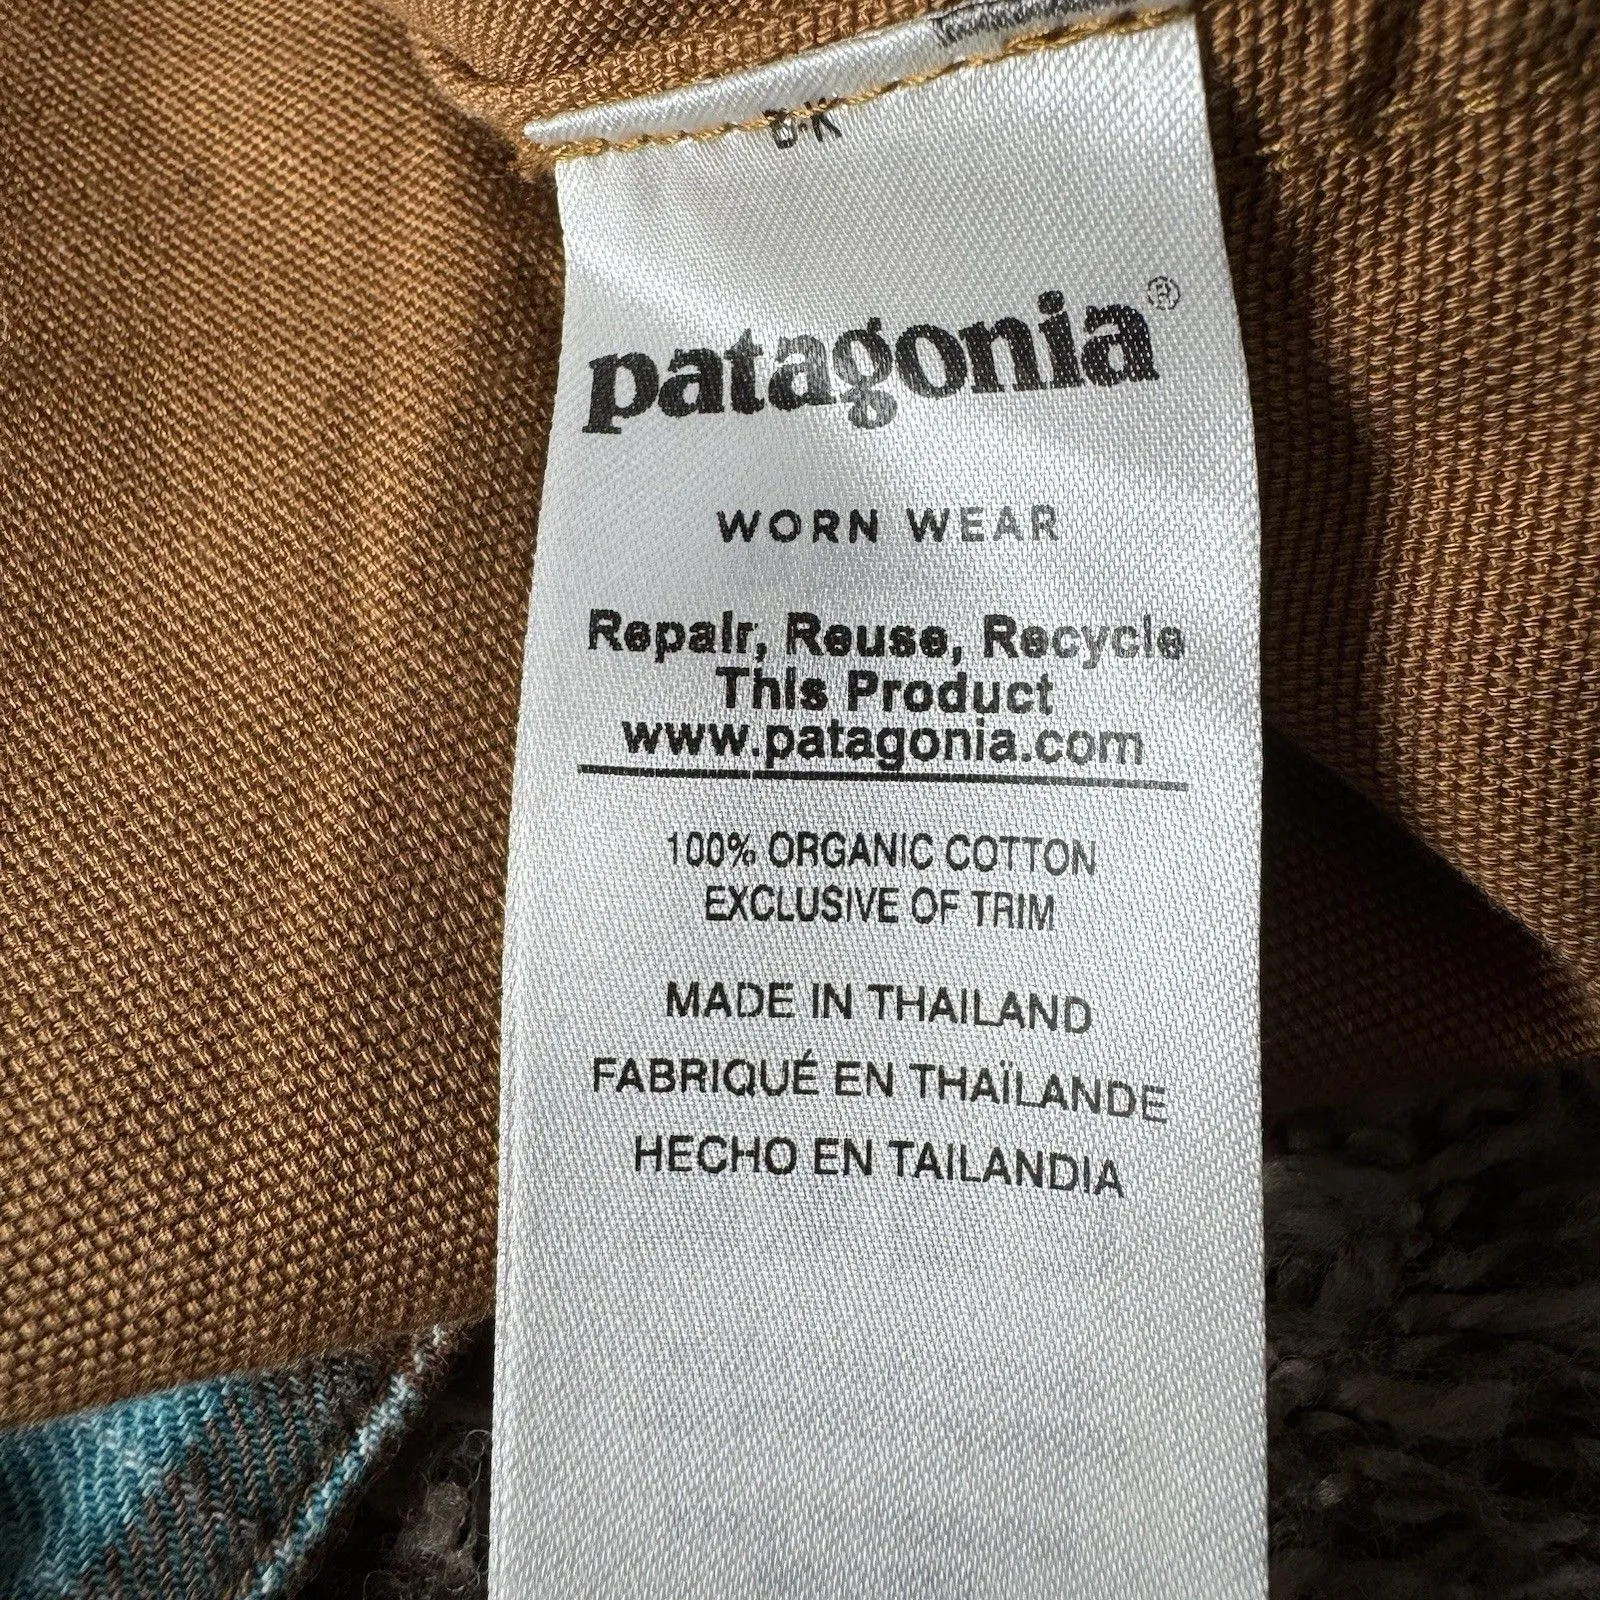 patagonia®
WORN WEAR
Repair, Reuse, Recycle
This Product
www.patagonia.com
100% ORGANIC COTTON
EXCLUSIVE OF TRIM
MADE IN THAILAND
FABRIQUÉ EN THAÏLANDE
HECHO EN TAILANDIA